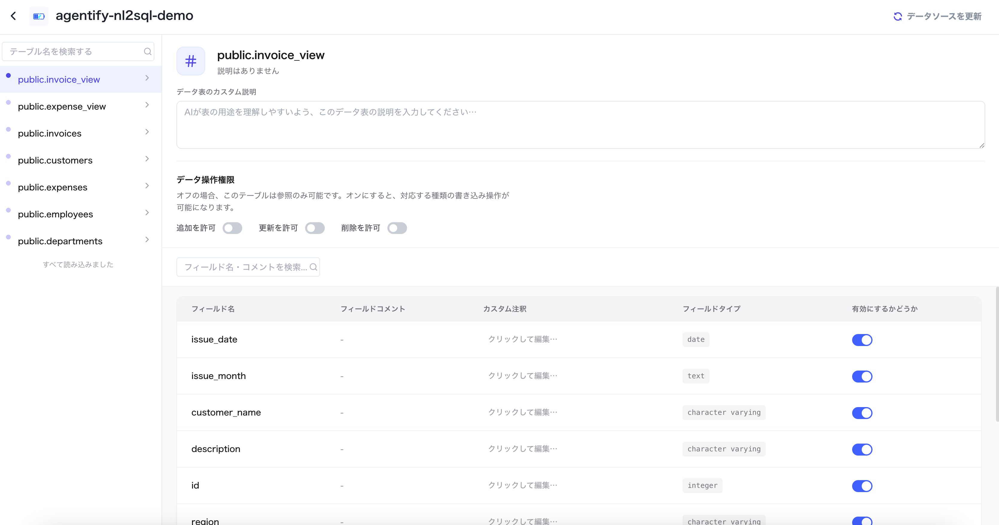 agentify-nl2sql-demo
データソースを更新
テーブル名を検索する
public.invoice_view
public.expense_view
public.invoices
public.customers
public.expenses
public.employees
public.departments
すべて読み込みました
#
public.invoice_view
説明はありません
データ表のカスタム説明
AIが表の用途を理解しやすいよう、このデータ表の説明を入力してください…
データ操作権限
オフの場合、このテーブルは参照のみ可能です。オンにすると、対応する種類の書き込み操作が
可能になります。
追加を許可 更新を許可 削除を許可
フィールド名・コメントを検索...
フィールド名 フィールドコメント カスタム注釈 フィールドタイプ 有効にするかどうか
issue_date - クリックして編集… date
issue_month - クリックして編集… text
customer_name - クリックして編集… character varying
description - クリックして編集… character varying
id - クリックして編集… integer
region - クリックして編集… character varying